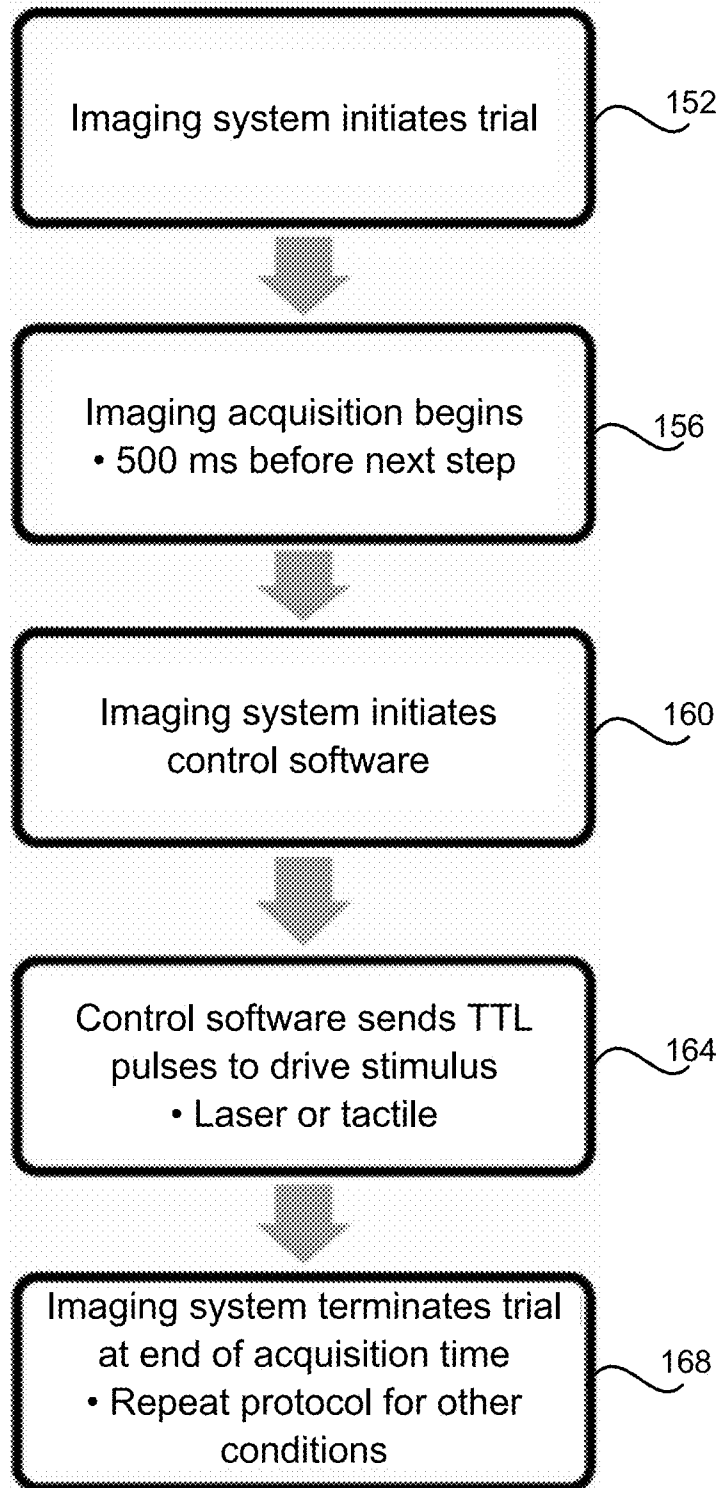 Imaging system initiates trial
152
Imaging acquisition begins
• 500 ms before next step
156
Imaging system initiates
control software
160
Control software sends TTL
pulses to drive stimulus
• Laser or tactile
164
Imaging system terminates trial
at end of acquisition time
• Repeat protocol for other
conditions
168